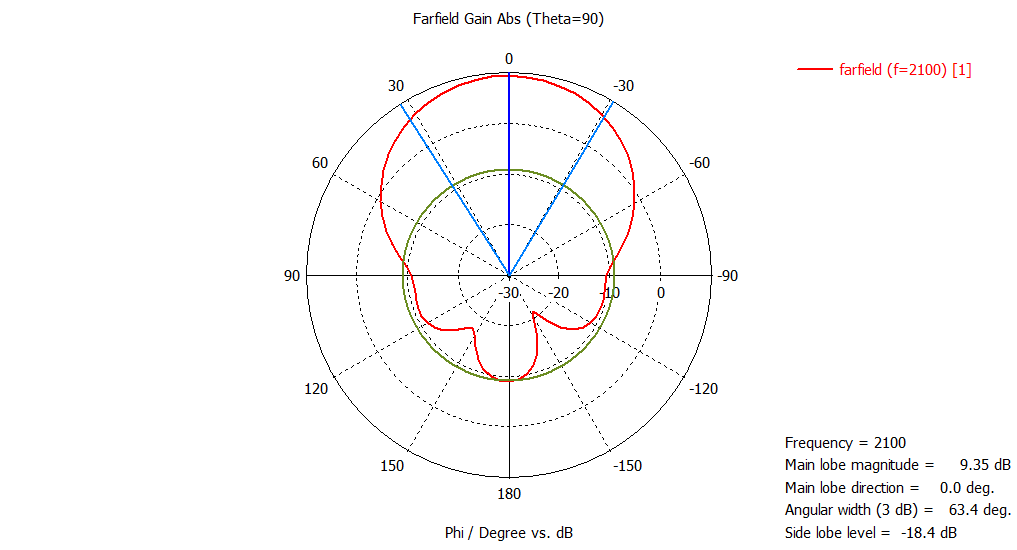 Farfield Gain Abs (Theta=90)
0
30
-30
farfield (f=2100) [1]
60
-60
90
-30
-20
-10
0
-90
120
-120
150
-150
180
Phi / Degree vs. dB
Frequency = 2100
Main lobe magnitude = 9.35 dB
Main lobe direction = 0.0 deg.
Angular width (3 dB) = 63.4 deg.
Side lobe level = -18.4 dB